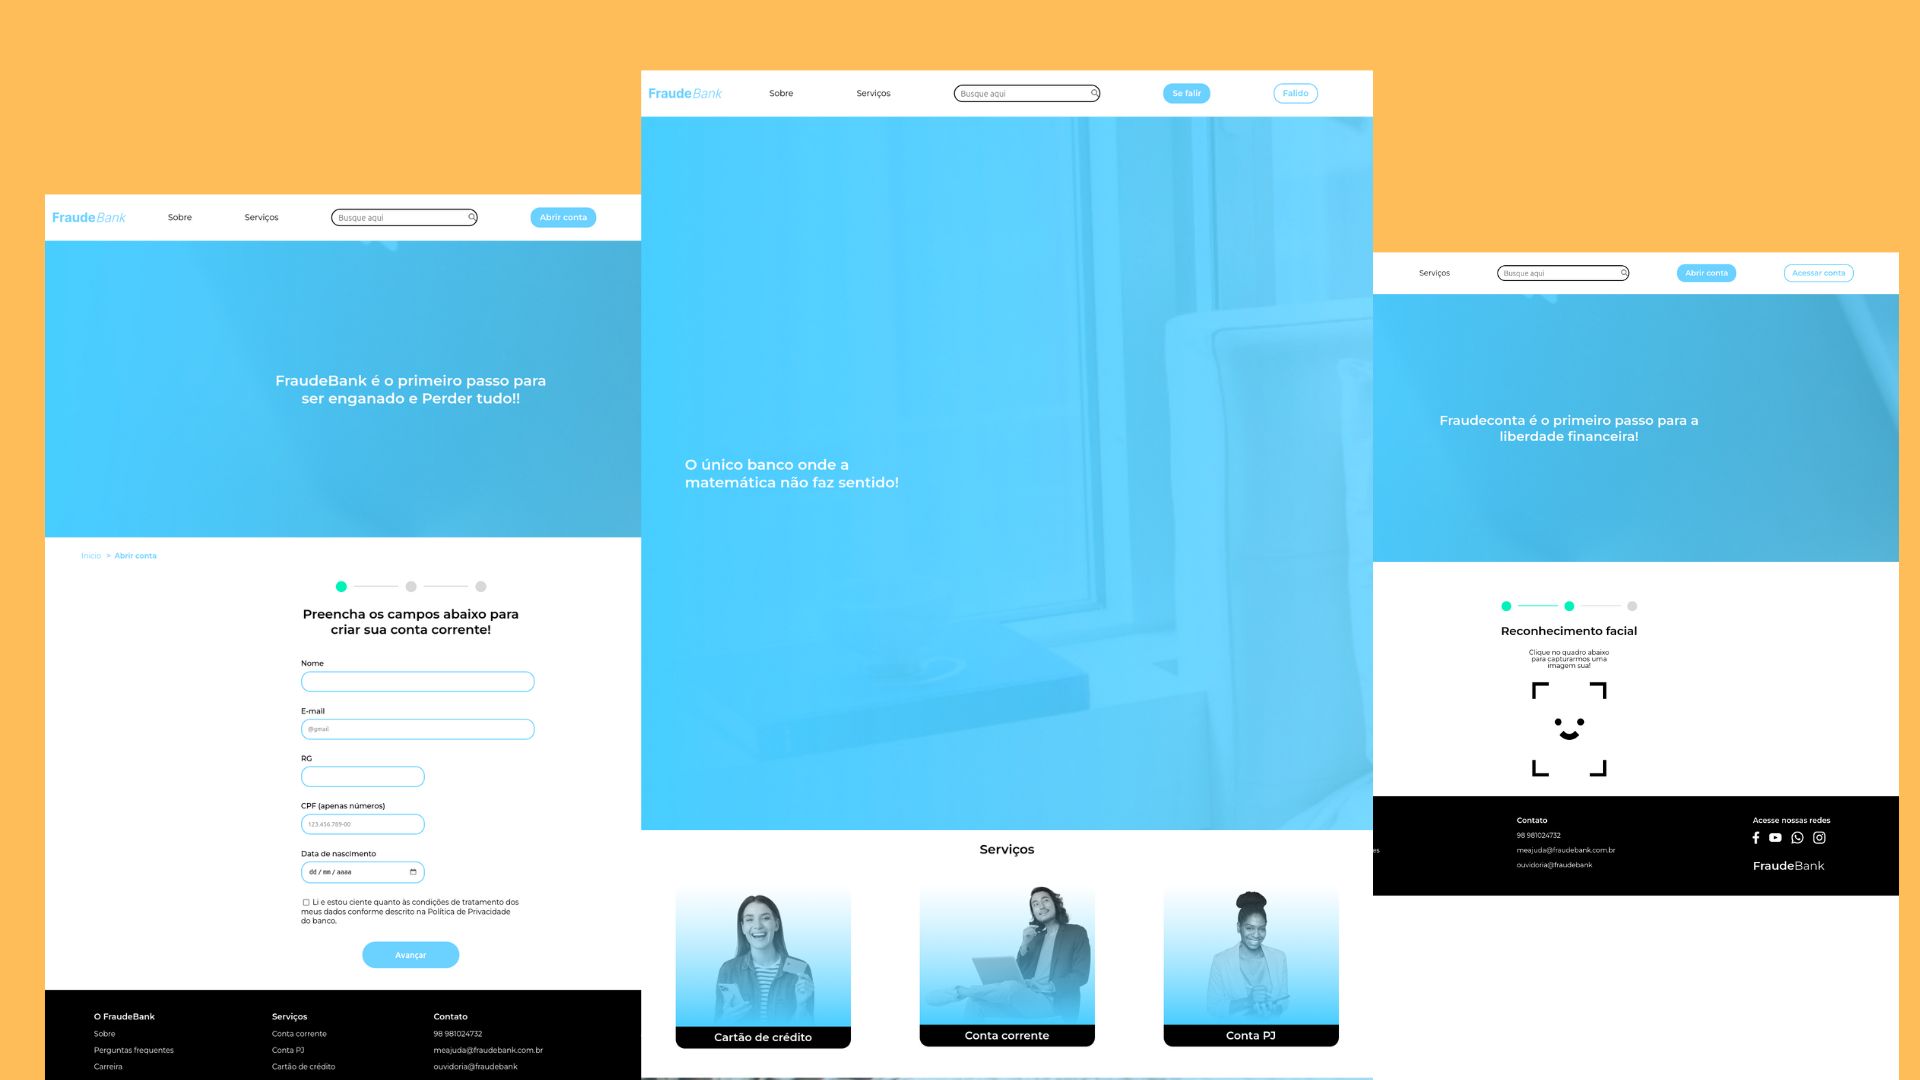 FraudeBank
Sobre
Serviços
Busque aqui
Abrir conta
FraudeBank é o primeiro passo para
ser enganado e Perder tudo!!
Inicio > Abrir conta
Preencha os campos abaixo para
criar sua conta corrente!
Nome
E-mail
@gmail
RG
CPF (apenas números)
123.456.789-00
Data de nascimento
dd / mm / aaaa
Li e estou ciente quanto às condições de tratamento dos
meus dados conforme descrito na Política de Privacidade
do banco.
Avançar
O FraudeBank
Sobre
Perguntas frequentes
Carreira
Serviços
Conta corrente
Conta PJ
Cartão de crédito
Contato
98 981024732
meajuda@fraudebank.com.br
ouvidoria@fraudebank
FraudeBank
Sobre
Serviços
Busque aqui
Se falir
Falido
O único banco onde a
matemática não faz sentido!
Serviços
Cartão de crédito
Conta corrente
Conta PJ
Serviços
Busque aqui
Abrir conta
Acessar conta
Fraudeconta é o primeiro passo para a
liberdade financeira!
Reconhecimento facial
Clique no quadro abaixo
para capturarmos uma
imagem sua!
es
Contato
98 981024732
meajuda@fraudebank.com.br
ouvidoria@fraudebank
Acesse nossas redes
FraudeBank